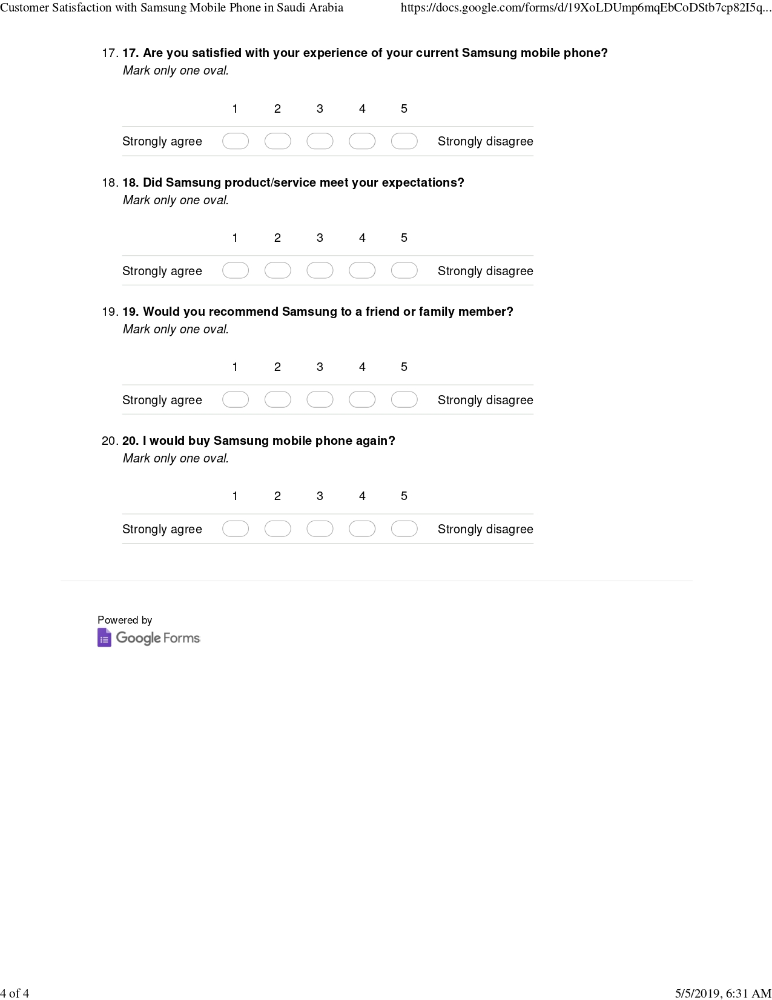 Customer Satisfaction with Samsung Mobile Phone in Saudi Arabia https://docs.google.com/forms/d/19XoLDUmp6mqEbCoDStb7cp82I5q...
17. 17. Are you satisfied with your experience of your current Samsung mobile phone?
Mark only one oval.
1 2 3 4 5
Strongly agree Strongly disagree
18. 18. Did Samsung product/service meet your expectations?
Mark only one oval.
1 2 3 4 5
Strongly agree Strongly disagree
19. 19. Would you recommend Samsung to a friend or family member?
Mark only one oval.
1 2 3 4 5
Strongly agree Strongly disagree
20. 20. I would buy Samsung mobile phone again?
Mark only one oval.
1 2 3 4 5
Strongly agree Strongly disagree
Powered by
Google Forms
4 of 4 5/5/2019, 6:31 AM